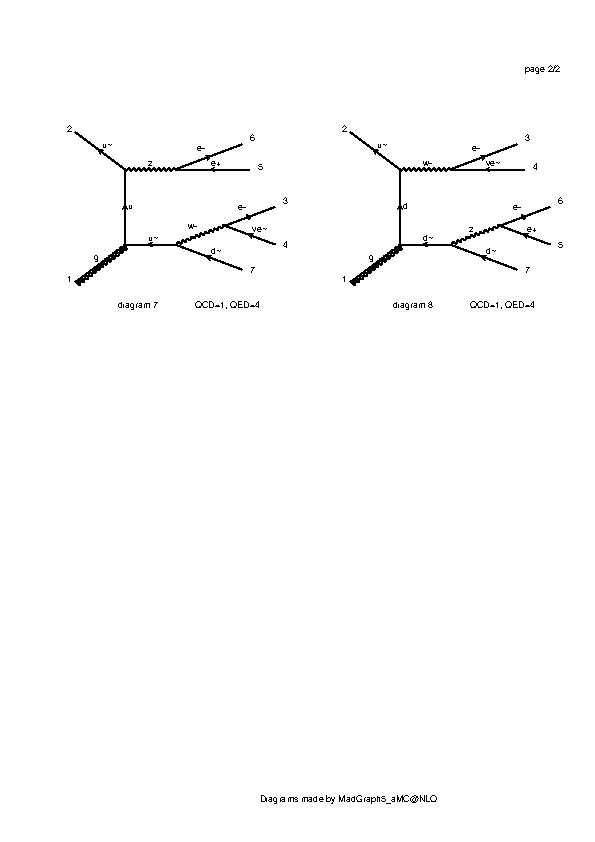 page 2/2
2
u~
z
e-
6
e+
5
u
g
1
u~
w-
e-
3
ve~
4
d~
7
diagram 7 QCD=1, QED=4
2
u~
w-
e-
3
ve~
4
d
g
1
d~
z
e-
6
e+
5
d~
7
diagram 8 QCD=1, QED=4
Diagrams made by MadGraph5_aMC@NLO